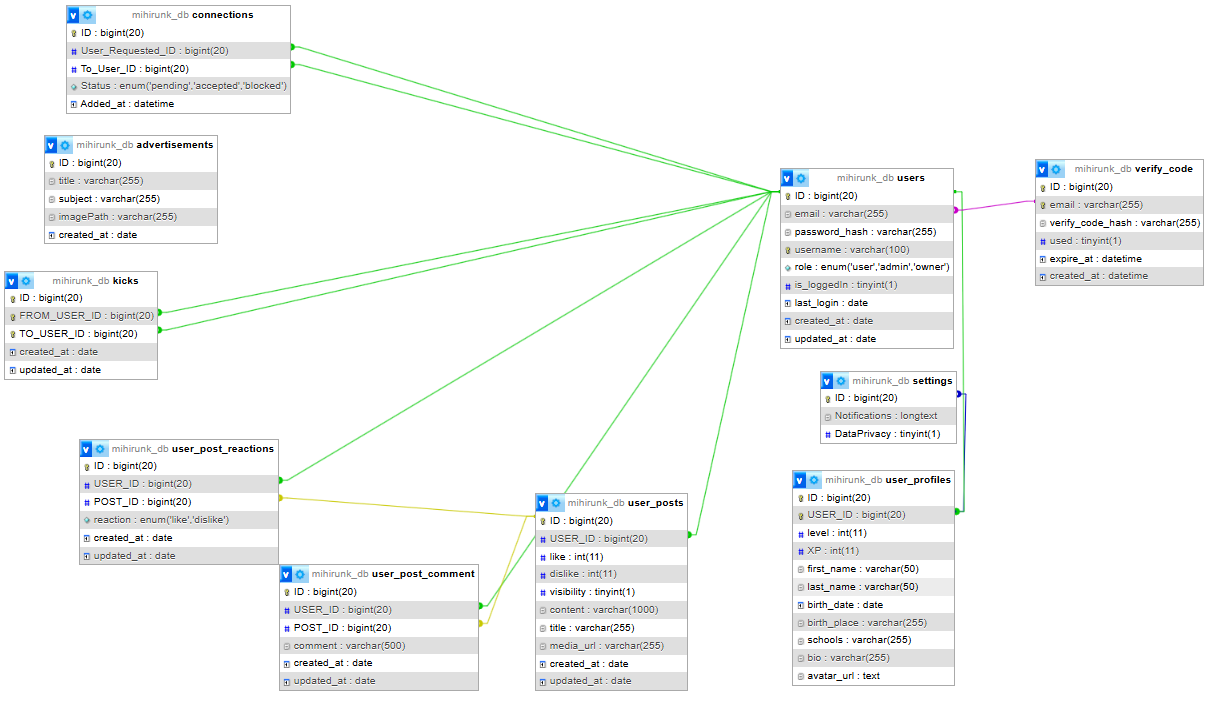 mihirunk_db connections
ID : bigint(20)
User_Requested_ID : bigint(20)
To_User_ID : bigint(20)
Status : enum('pending','accepted','blocked')
Added_at : datetime
mihirunk_db advertisements
ID : bigint(20)
title : varchar(255)
subject : varchar(255)
imagePath : varchar(255)
created_at : date
mihirunk_db kicks
ID : bigint(20)
FROM_USER_ID : bigint(20)
TO_USER_ID : bigint(20)
created_at : date
updated_at : date
mihirunk_db users
ID : bigint(20)
email : varchar(255)
password_hash : varchar(255)
username : varchar(100)
role : enum('user','admin','owner')
is_loggedIn : tinyint(1)
last_login : date
created_at : date
updated_at : date
mihirunk_db verify_code
ID : bigint(20)
email : varchar(255)
verify_code_hash : varchar(255)
used : tinyint(1)
expire_at : datetime
created_at : datetime
mihirunk_db settings
ID : bigint(20)
Notifications : longtext
DataPrivacy : tinyint(1)
mihirunk_db user_post_reactions
ID : bigint(20)
USER_ID : bigint(20)
POST_ID : bigint(20)
reaction : enum('like','dislike')
created_at : date
updated_at : date
mihirunk_db user_post_comment
ID : bigint(20)
USER_ID : bigint(20)
POST_ID : bigint(20)
comment : varchar(500)
created_at : date
updated_at : date
mihirunk_db user_posts
ID : bigint(20)
USER_ID : bigint(20)
like : int(11)
dislike : int(11)
visibility : tinyint(1)
content : varchar(1000)
title : varchar(255)
media_url : varchar(255)
created_at : date
updated_at : date
mihirunk_db user_profiles
ID : bigint(20)
USER_ID : bigint(20)
level : int(11)
XP : int(11)
first_name : varchar(50)
last_name : varchar(50)
birth_date : date
birth_place : varchar(255)
schools : varchar(255)
bio : varchar(255)
avatar_url : text